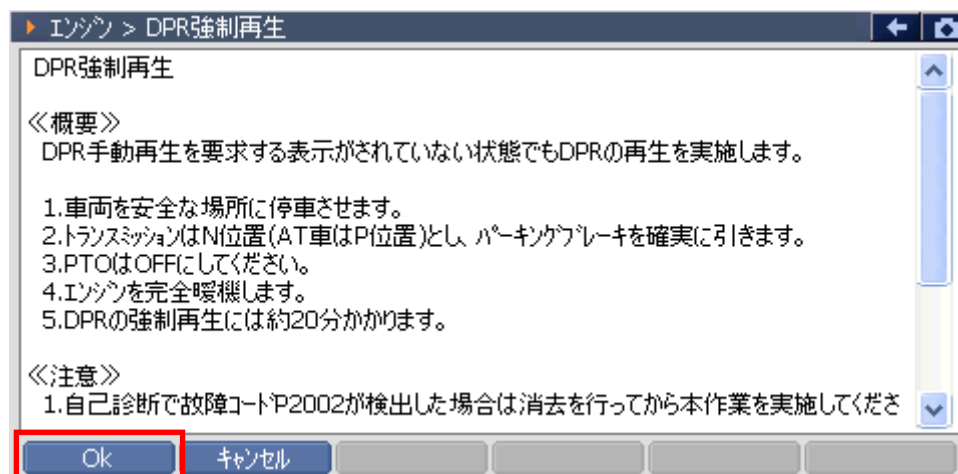 エンジン > DPR強制再生
DPR強制再生
≪概要≫
DPR手動再生を要求する表示がされていない状態でもDPRの再生を実施します。
1.車両を安全な場所に停車させます。
2.トランスミッションはN位置(AT車はP位置)とし、パーキングブレーキを確実に引きます。
3.PTOはOFFにしてください。
4.エンジンを完全暖機します。
5.DPRの強制再生には約20分かかります。
≪注意≫
1.自己診断で故障コードP2002が検出した場合は消去を行ってから本作業を実施してくださ
Ok キャンセル